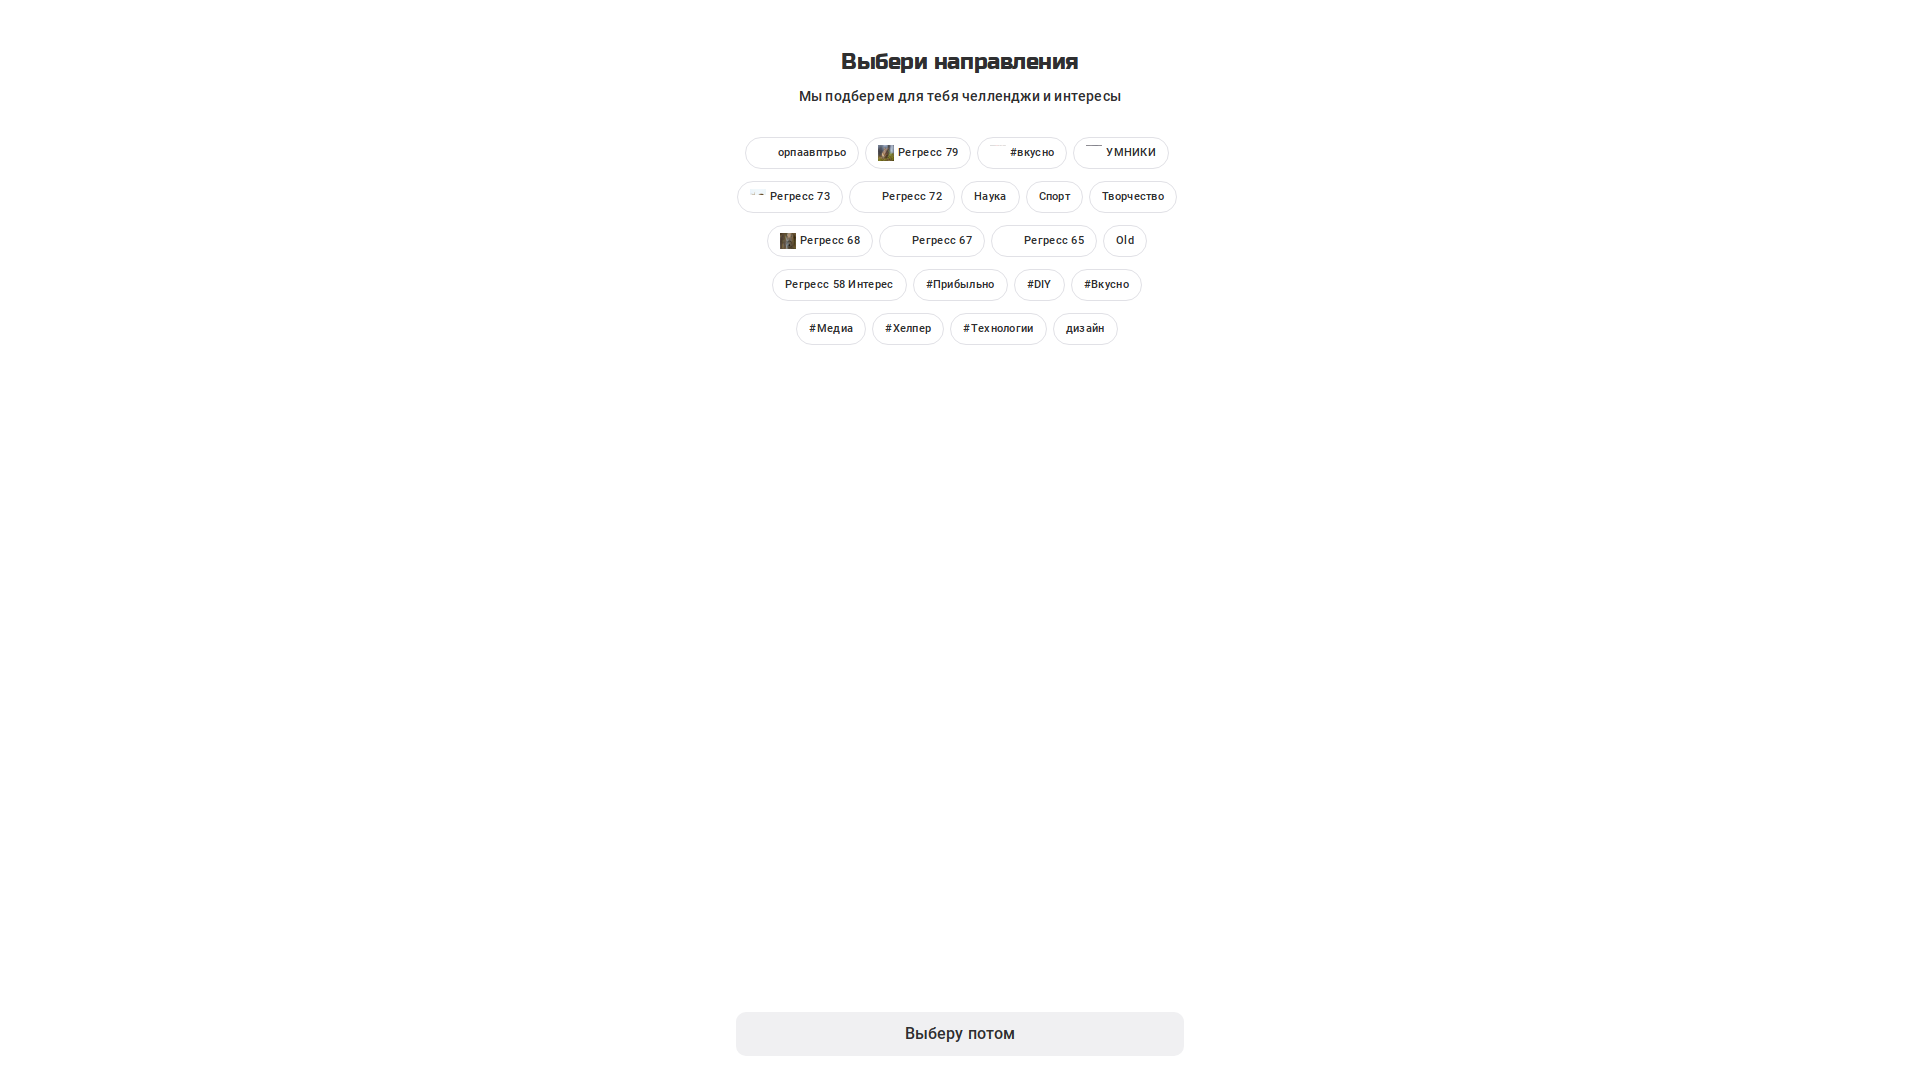 Выбери направления
Мы подберем для тебя челленджи и интересы
орпаавптрьо Регресс 79 #вкусно УМНИКИ
Регресс 73 Регресс 72 Наука Спорт Творчество
Регресс 68 Регресс 67 Регресс 65 Old
Регресс 58 Интерес #Прибыльно #DIY #Вкусно
#Медиа #Хелпер #Технологии дизайн
Выберу потом